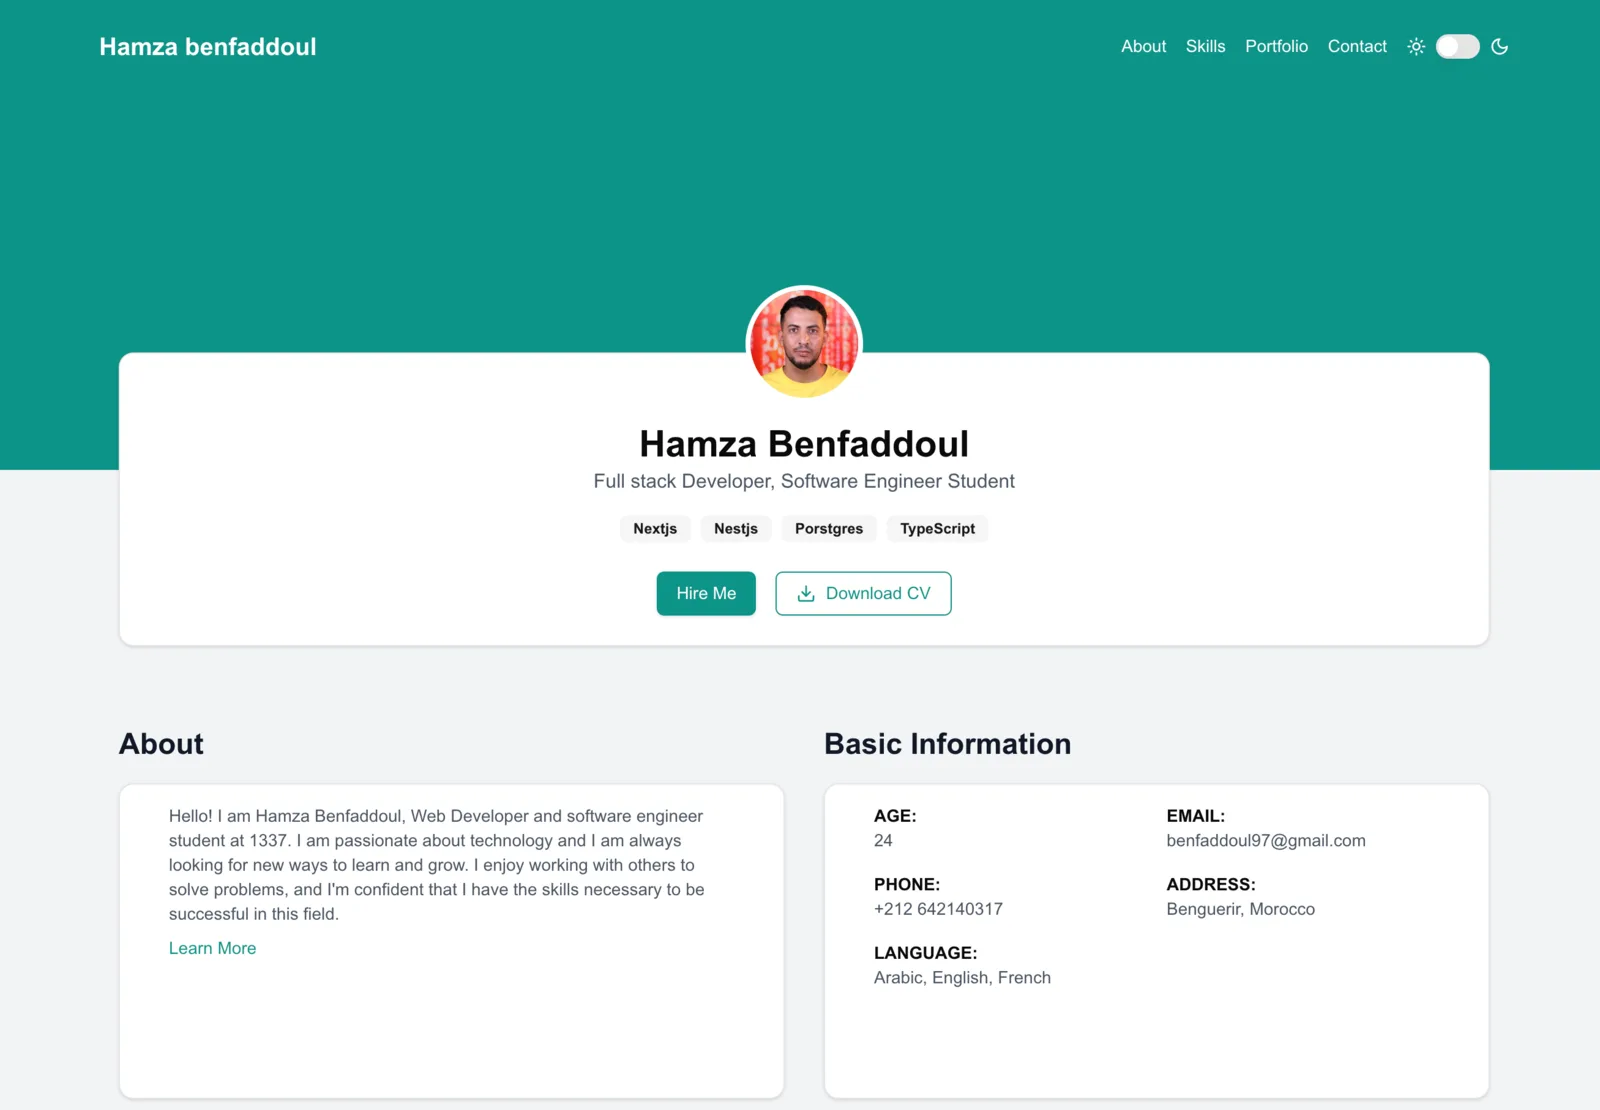 Hamza benfaddoul
About Skills Portfolio Contact
Hamza Benfaddoul
Full stack Developer, Software Engineer Student
Nextjs Nestjs Porstgres TypeScript
Hire Me Download CV
About
Hello! I am Hamza Benfaddoul, Web Developer and software engineer
student at 1337. I am passionate about technology and I am always
looking for new ways to learn and grow. I enjoy working with others to
solve problems, and I'm confident that I have the skills necessary to be
successful in this field.
Learn More
Basic Information
AGE:
24
EMAIL:
benfaddoul97@gmail.com
PHONE:
+212 642140317
ADDRESS:
Benguerir, Morocco
LANGUAGE:
Arabic, English, French